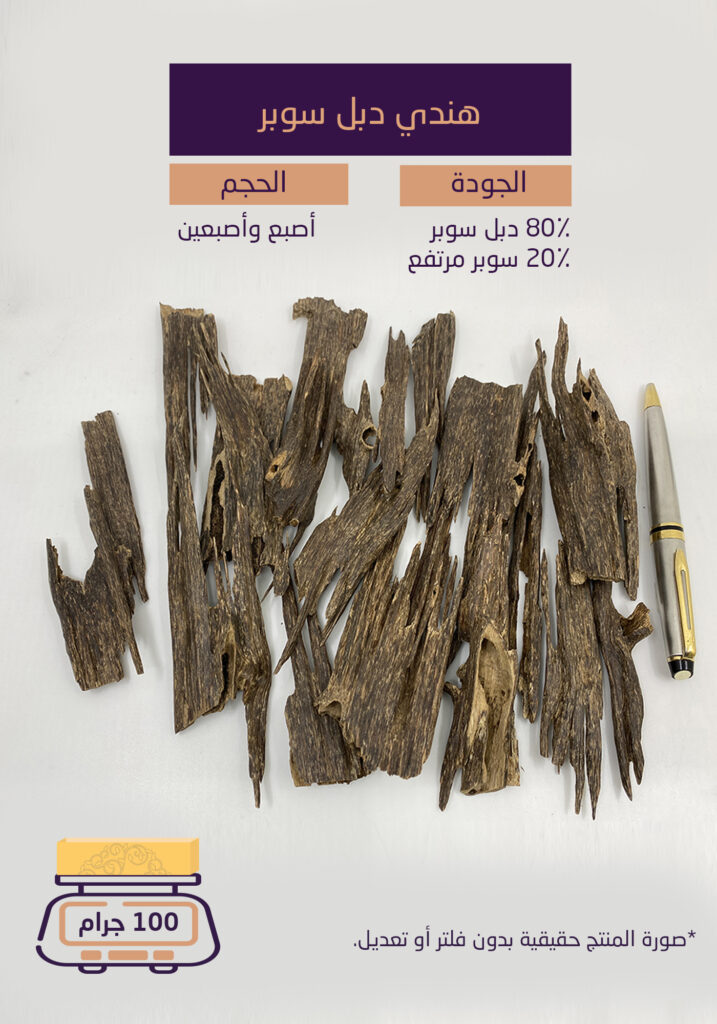 هندي دبل سوبر
الجودة
80٪ دبل سوبر
20٪ سوبر مرتفع
الحجم
أصبع وأصبعين
100 جرام
*صورة المنتج حقيقية بدون فلتر أو تعديل.